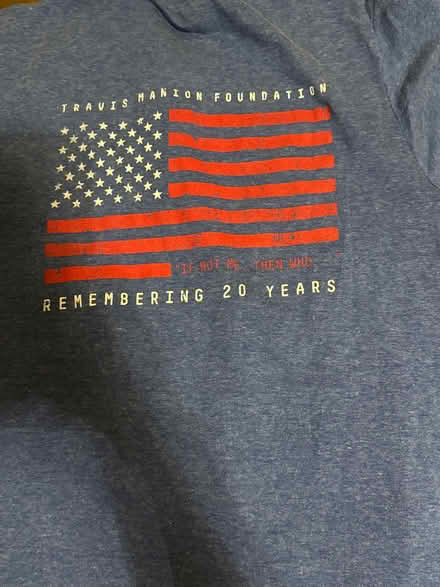 TRAVIS MANION FOUNDATION
"IF NOT ME, THEN WHO
REMEMBERING 20 YEARS